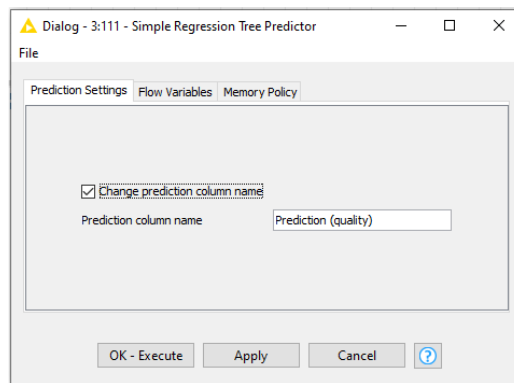 Dialog - 3:111 - Simple Regression Tree Predictor
File
Prediction Settings Flow Variables Memory Policy
Change prediction column name
Prediction column name Prediction (quality)
OK - Execute Apply Cancel ?